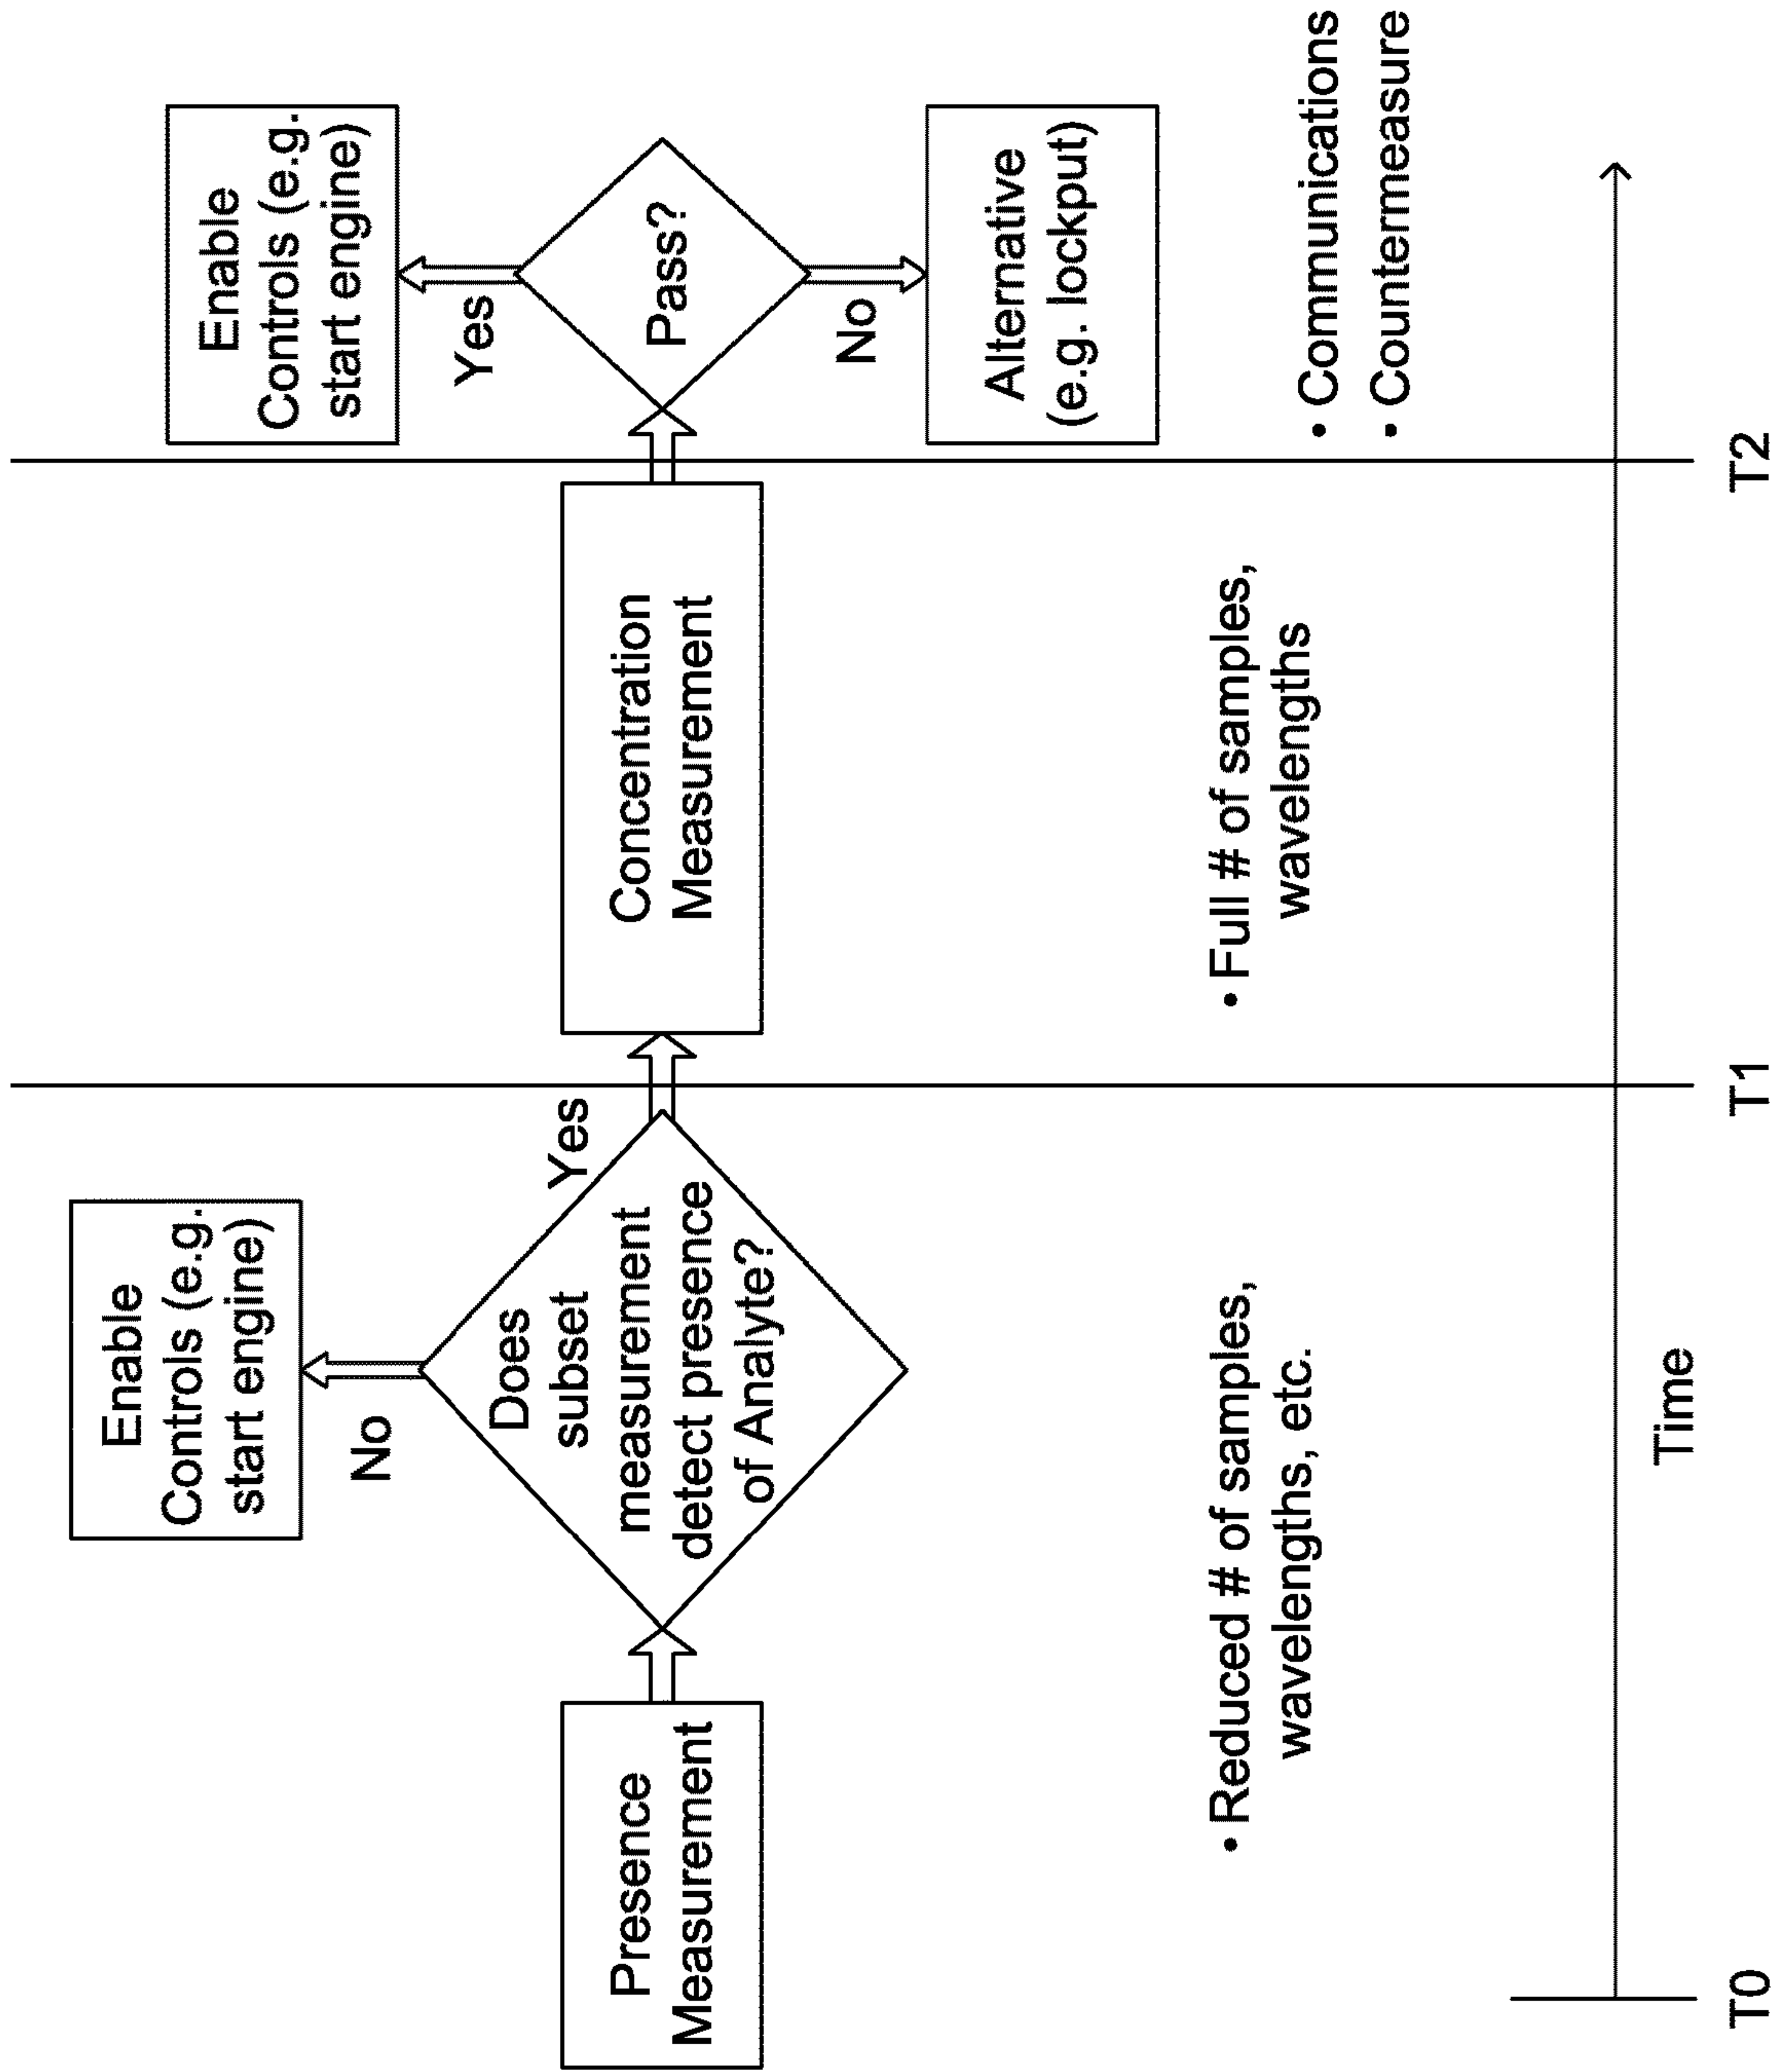 Enable
Controls (e.g.
start engiine)
No
Presence
Measurement
Does
subset
measurement
detect presence
of Analyte?
Yes
Concentration
Measurement
Enable
Controls (e.g.
start engine)
Yes
Pass?
No
Alternative
(e.g. lockput)
• Reduced # of samples,
wavelengths, etc.
• Full # of samples,
wavelengths
• Communications
• Countermeasure
Time
T0
T1
T2